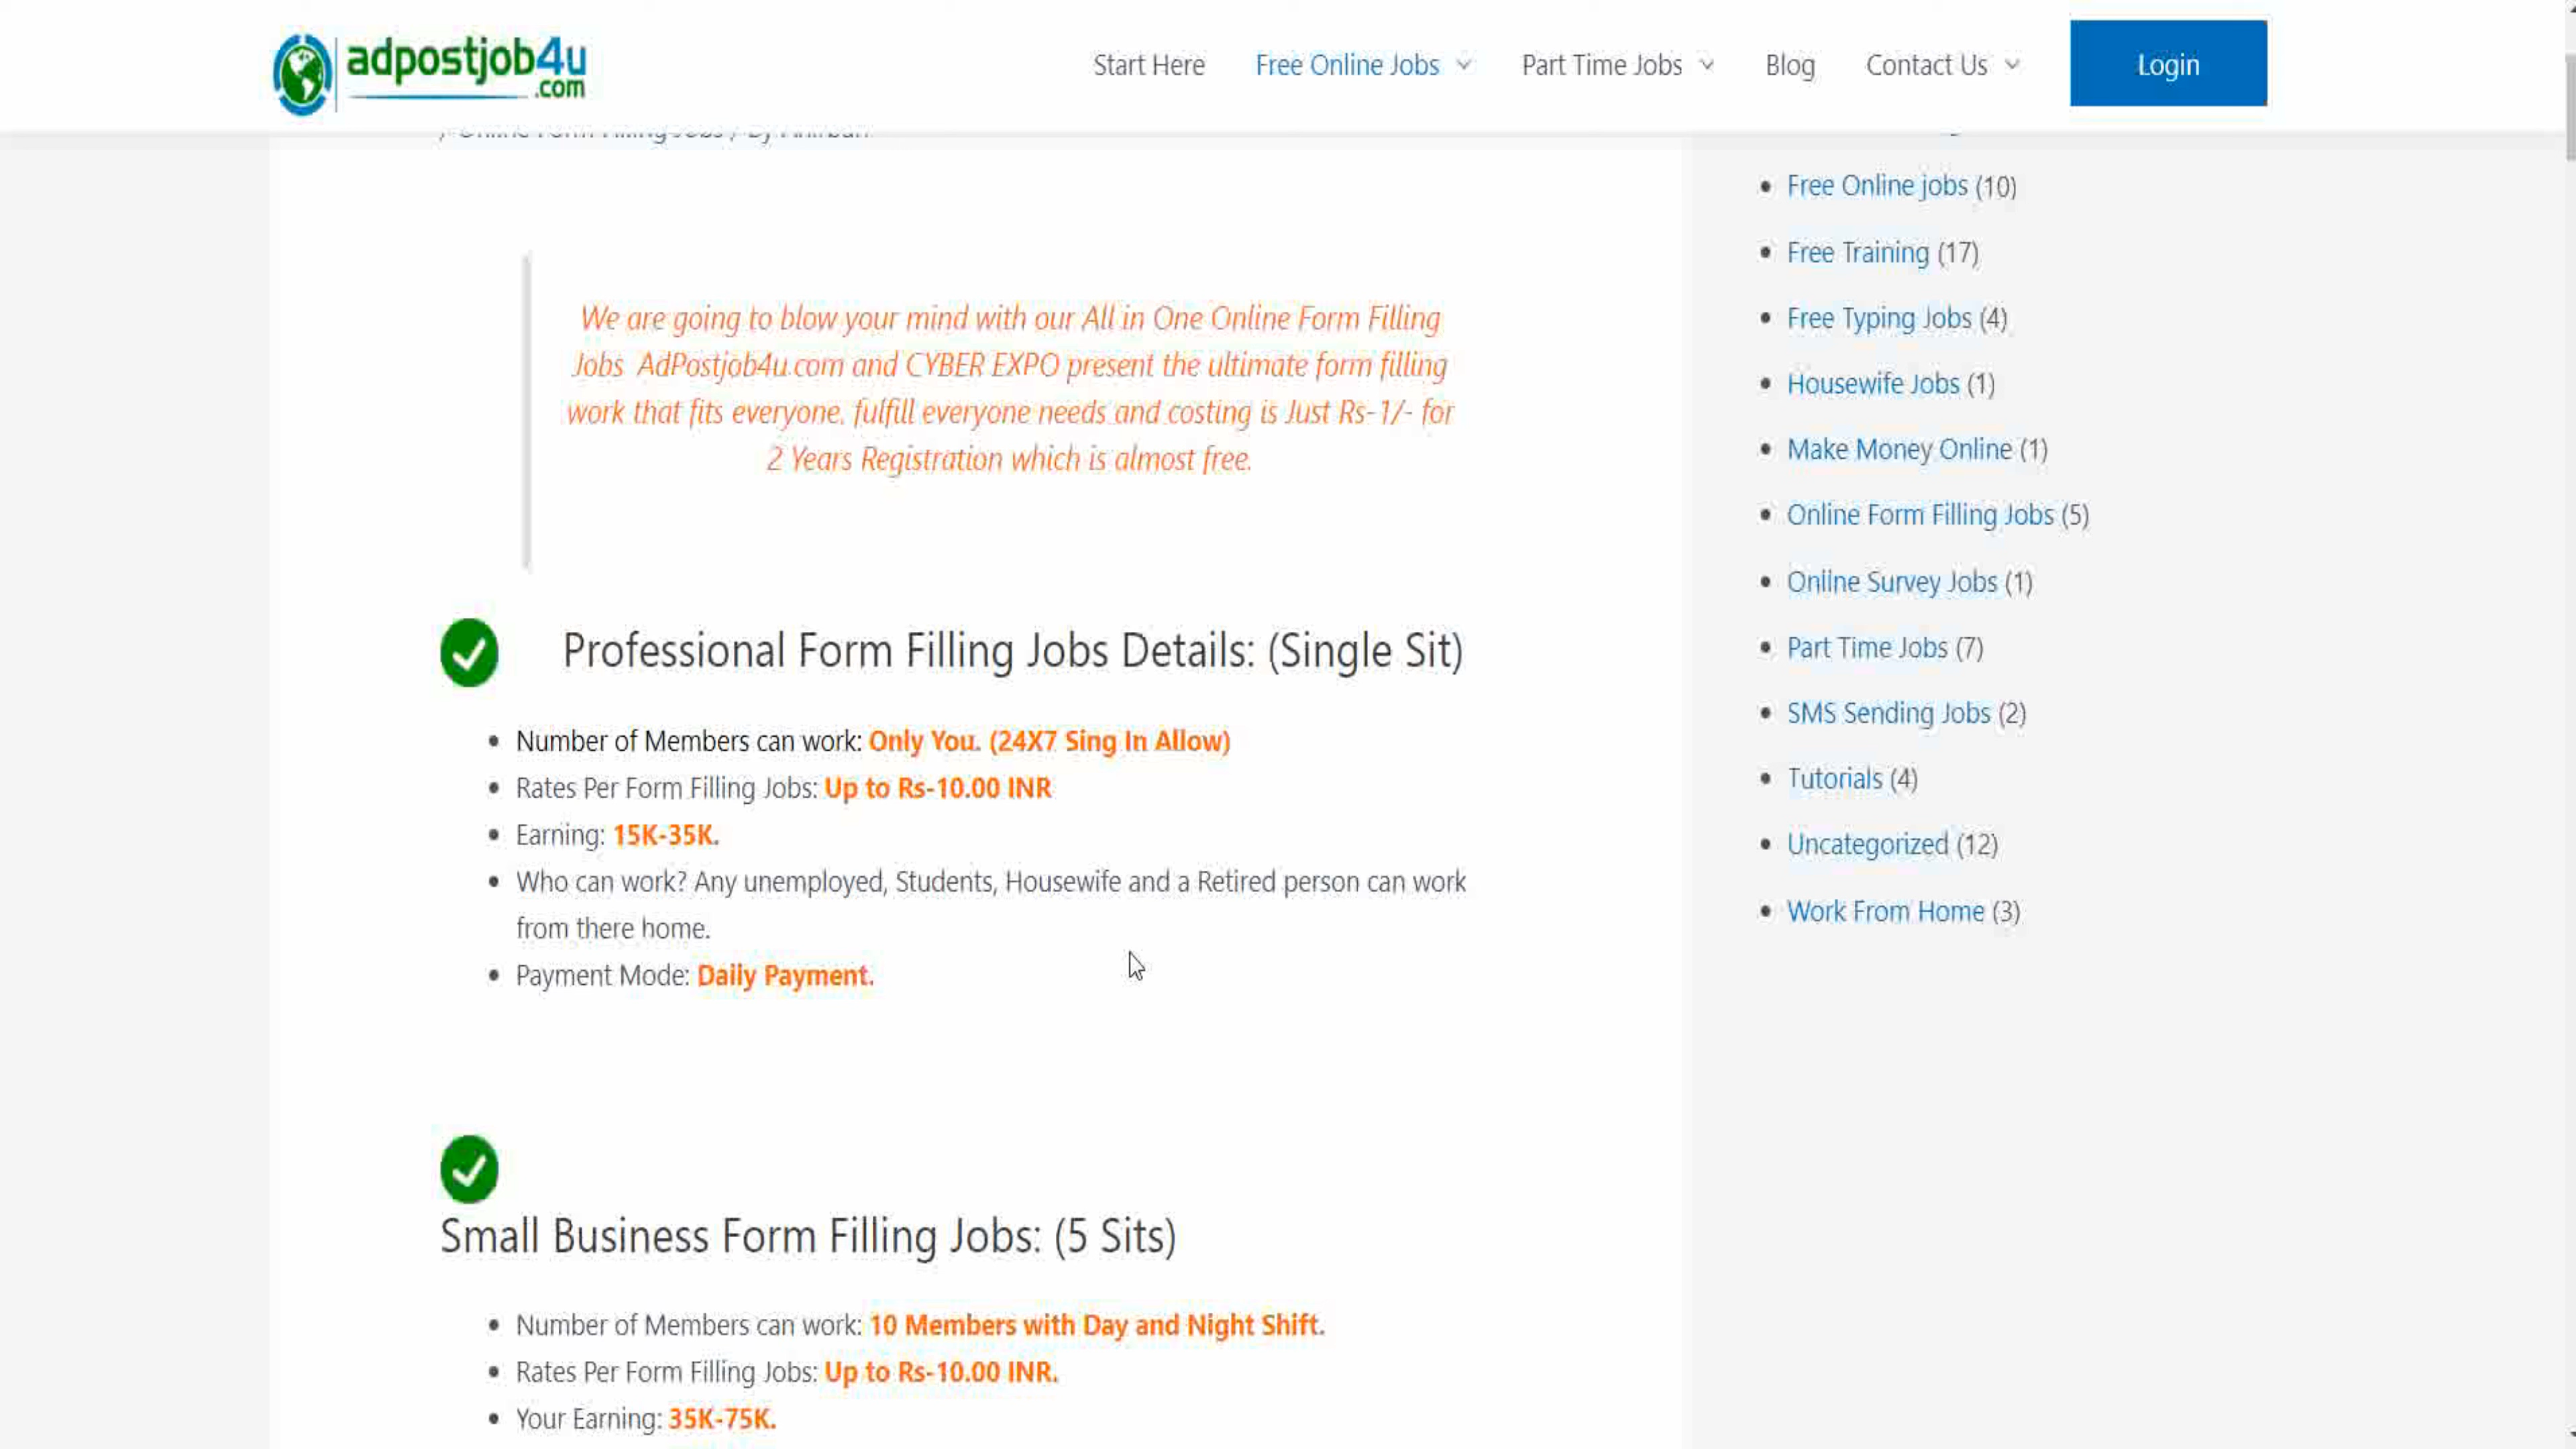 adpostjob4u
.com
Start Here
Free Online Jobs
Part Time Jobs
Blog
Contact Us
Login
Free Online jobs (10)
Free Training (17)
Free Typing Jobs (4)
Housewife Jobs (1)
Make Money Online (1)
Online Form Filling Jobs (5)
Online Survey Jobs (1)
Part Time Jobs (7)
SMS Sending Jobs (2)
Tutorials (4)
Uncategorized (12)
Work From Home (3)
We are going to blow your mind with our All in One Online Form Filling
Jobs AdPostjob4u.com and CYBER EXPO present the ultimate form filling
work that fits everyone, fulfill everyone needs and costing is Just Rs-1/- for
2 Years Registration which is almost free.
Professional Form Filling Jobs Details: (Single Sit)
Number of Members can work: Only You. (24X7 Sing In Allow)
Rates Per Form Filling Jobs: Up to Rs-10.00 INR
Earning: 15K-35K.
Who can work? Any unemployed, Students, Housewife and a Retired person can work
from there home.
Payment Mode: Daily Payment.
Small Business Form Filling Jobs: (5 Sits)
Number of Members can work: 10 Members with Day and Night Shift.
Rates Per Form Filling Jobs: Up to Rs-10.00 INR.
Your Earning: 35K-75K.